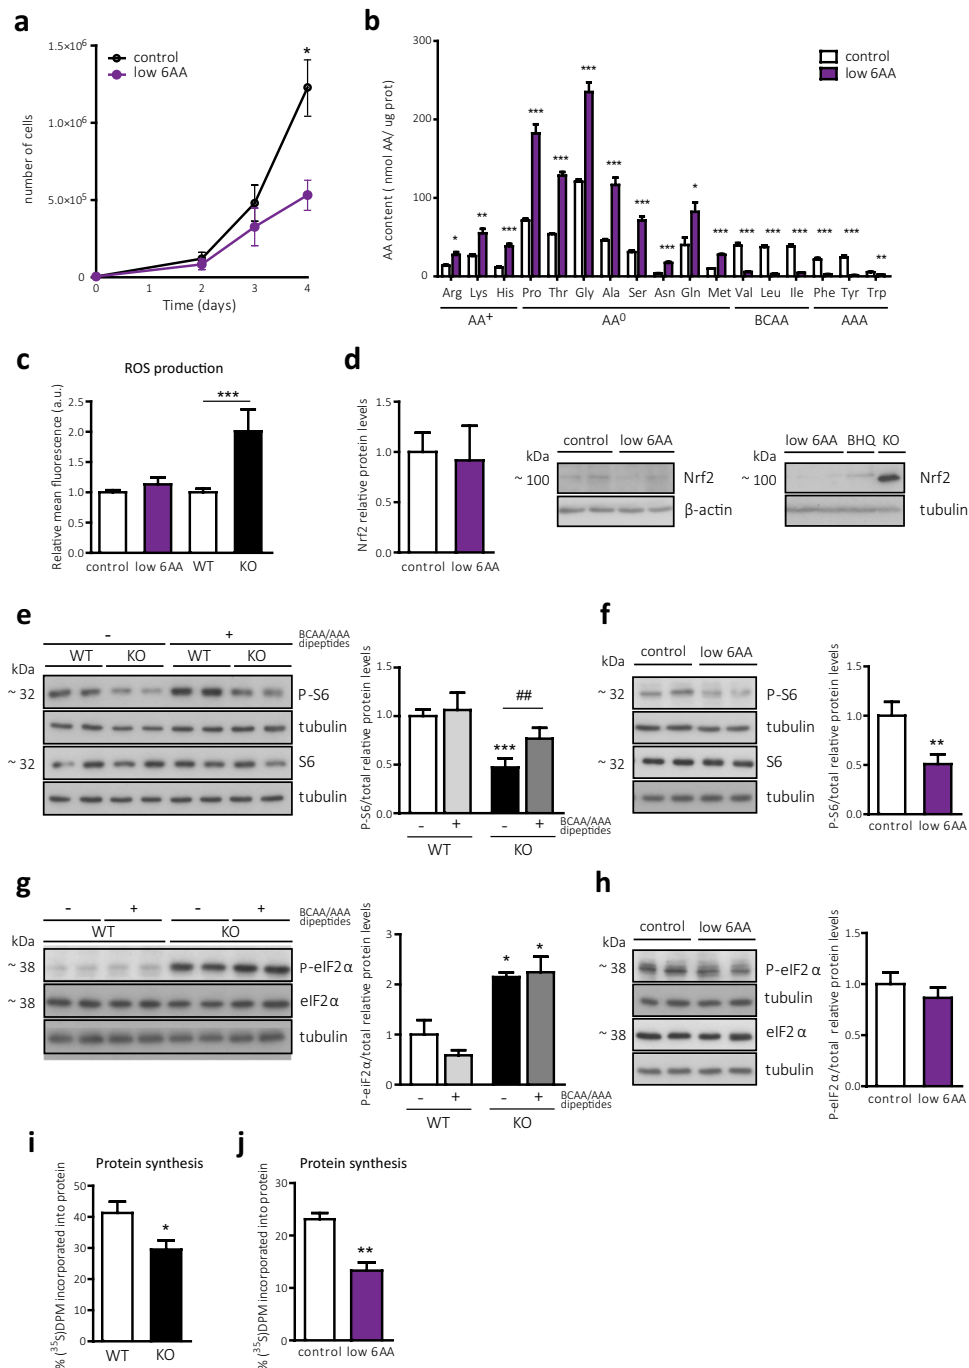 a
1.5×10⁶
1.0×10⁶
5.0×10⁵
0
number of cells
control
low 6AA
*
0 1 2 3 4
Time (days)
b
300
200
100
0
AA content ( nmol AA/ ug prot)
control
low 6AA
* ** *** *** *** *** *** *** *** * *** *** *** *** *** *** **
Arg Lys His Pro Thr Gly Ala Ser Asn Gln Met Val Leu Ile Phe Tyr Trp
AA⁺ AA⁰ BCAA AAA
c
ROS production
Relative mean fluorescence (a.u.)
2.5
2.0
1.5
1.0
0.5
0.0
***
control low 6AA WT KO
d
Nrf2 relative protein levels
1.5
1.0
0.5
0.0
control low 6AA
control low 6AA
kDa
~ 100
Nrf2
β-actin
low 6AA BHQ KO
kDa
~ 100
Nrf2
tubulin
e
- + BCAA/AAA dipeptides
WT KO WT KO
kDa
~ 32 P-S6
tubulin
~ 32 S6
tubulin
P-S6/total relative protein levels
1.5
1.0
0.5
0.0
##
***
- + - + BCAA/AAA dipeptides
WT KO
f
control low 6AA
kDa
~ 32 P-S6
tubulin
~ 32 S6
tubulin
P-S6/total relative protein levels
1.5
1.0
0.5
0.0
**
control low 6AA
g
- + - + BCAA/AAA dipeptides
WT KO
kDa
~ 38 P-eIF2α
~ 38 eIF2α
tubulin
P-eiF2α/total relative protein levels
3
2
1
0
* *
- + - + BCAA/AAA dipeptides
WT KO
h
control low 6AA
kDa
~ 38 P-eIF2α
tubulin
~ 38 eIF2α
tubulin
P-eIF2α/total relative protein levels
1.5
1.0
0.5
0.0
control low 6AA
i
Protein synthesis
% (³⁵S)DPM incorporated into protein
50
40
30
20
10
0
*
WT KO
j
Protein synthesis
% (³⁵S)DPM incorporated into protein
30
20
10
0
**
control low 6AA